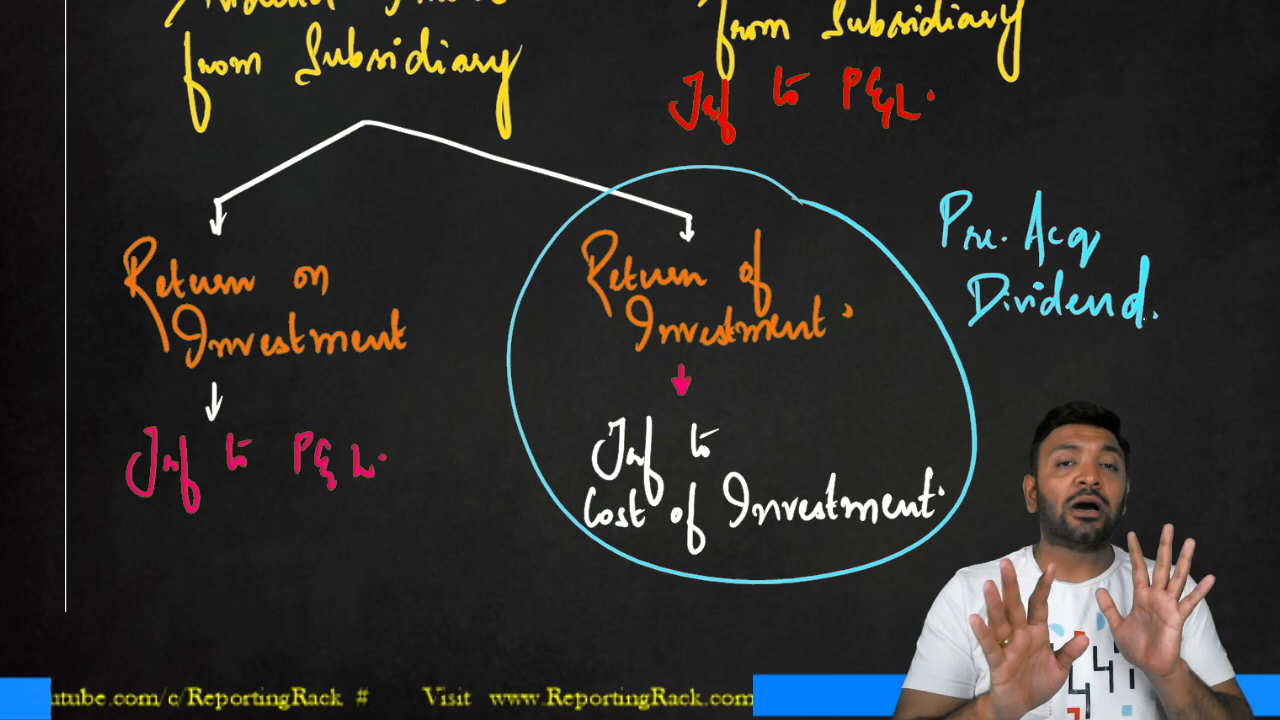 from Subsidiary
from Subsidiary
Trf to P&L.
Return on
Investment
Return of
Investment.
Pre. Acq
Dividend.
Trf to P&L.
Trf to
Cost of Investment.
utube.com/c/ReportingRack # Visit www.ReportingRack.com